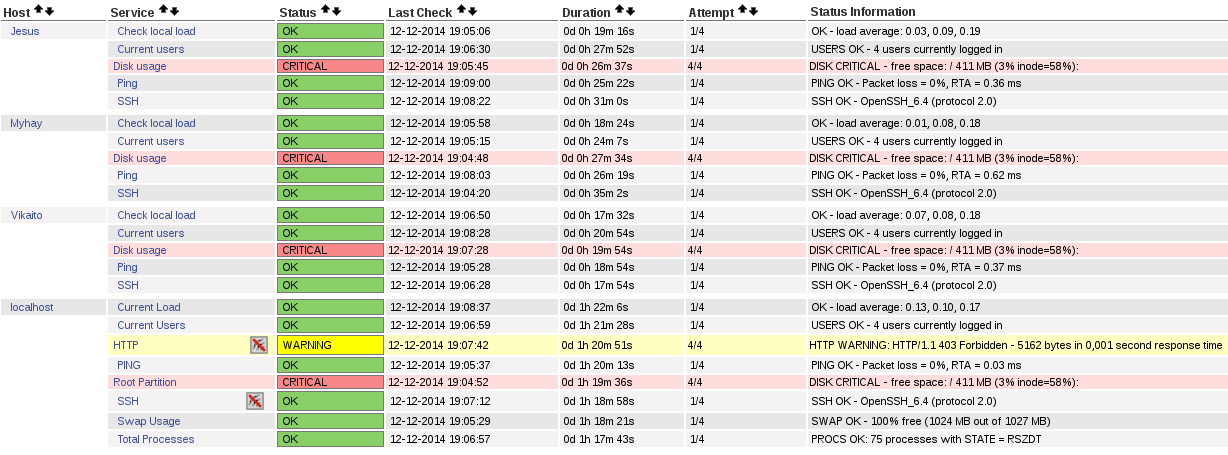 Host Service Status Last Check Duration Attempt Status Information
Jesus Check local load OK 12-12-2014 19:05:06 0d 0h 19m 16s 1/4 OK - load average: 0.03, 0.09, 0.19
Current users OK 12-12-2014 19:06:30 0d 0h 27m 52s 1/4 USERS OK - 4 users currently logged in
Disk usage CRITICAL 12-12-2014 19:05:45 0d 0h 26m 37s 4/4 DISK CRITICAL - free space: / 411 MB (3% inode=58%):
Ping OK 12-12-2014 19:09:00 0d 0h 25m 22s 1/4 PING OK - Packet loss = 0%, RTA = 0.36 ms
SSH OK 12-12-2014 19:08:22 0d 0h 31m 0s 1/4 SSH OK - OpenSSH_6.4 (protocol 2.0)
Myhay Check local load OK 12-12-2014 19:05:58 0d 0h 18m 24s 1/4 OK - load average: 0.01, 0.08, 0.18
Current users OK 12-12-2014 19:05:15 0d 0h 24m 7s 1/4 USERS OK - 4 users currently logged in
Disk usage CRITICAL 12-12-2014 19:04:48 0d 0h 27m 34s 4/4 DISK CRITICAL - free space: / 411 MB (3% inode=58%):
Ping OK 12-12-2014 19:08:03 0d 0h 26m 19s 1/4 PING OK - Packet loss = 0%, RTA = 0.62 ms
SSH OK 12-12-2014 19:04:20 0d 0h 35m 2s 1/4 SSH OK - OpenSSH_6.4 (protocol 2.0)
Vikaito Check local load OK 12-12-2014 19:06:50 0d 0h 17m 32s 1/4 OK - load average: 0.07, 0.08, 0.18
Current users OK 12-12-2014 19:08:28 0d 0h 20m 54s 1/4 USERS OK - 4 users currently logged in
Disk usage CRITICAL 12-12-2014 19:07:28 0d 0h 19m 54s 4/4 DISK CRITICAL - free space: / 411 MB (3% inode=58%):
Ping OK 12-12-2014 19:05:28 0d 0h 18m 54s 1/4 PING OK - Packet loss = 0%, RTA = 0.37 ms
SSH OK 12-12-2014 19:06:28 0d 0h 17m 54s 1/4 SSH OK - OpenSSH_6.4 (protocol 2.0)
localhost Current Load OK 12-12-2014 19:08:37 0d 1h 22m 6s 1/4 OK - load average: 0.13, 0.10, 0.17
Current Users OK 12-12-2014 19:06:59 0d 1h 21m 28s 1/4 USERS OK - 4 users currently logged in
HTTP WARNING 12-12-2014 19:07:42 0d 1h 20m 51s 4/4 HTTP WARNING: HTTP/1.1 403 Forbidden - 5162 bytes in 0,001 second response time
PING OK 12-12-2014 19:05:37 0d 1h 20m 13s 1/4 PING OK - Packet loss = 0%, RTA = 0.03 ms
Root Partition CRITICAL 12-12-2014 19:04:52 0d 1h 19m 36s 4/4 DISK CRITICAL - free space: / 411 MB (3% inode=58%):
SSH OK 12-12-2014 19:07:12 0d 1h 18m 58s 1/4 SSH OK - OpenSSH_6.4 (protocol 2.0)
Swap Usage OK 12-12-2014 19:05:29 0d 1h 18m 21s 1/4 SWAP OK - 100% free (1024 MB out of 1027 MB)
Total Processes OK 12-12-2014 19:06:57 0d 1h 17m 43s 1/4 PROCS OK: 75 processes with STATE = RSZDT